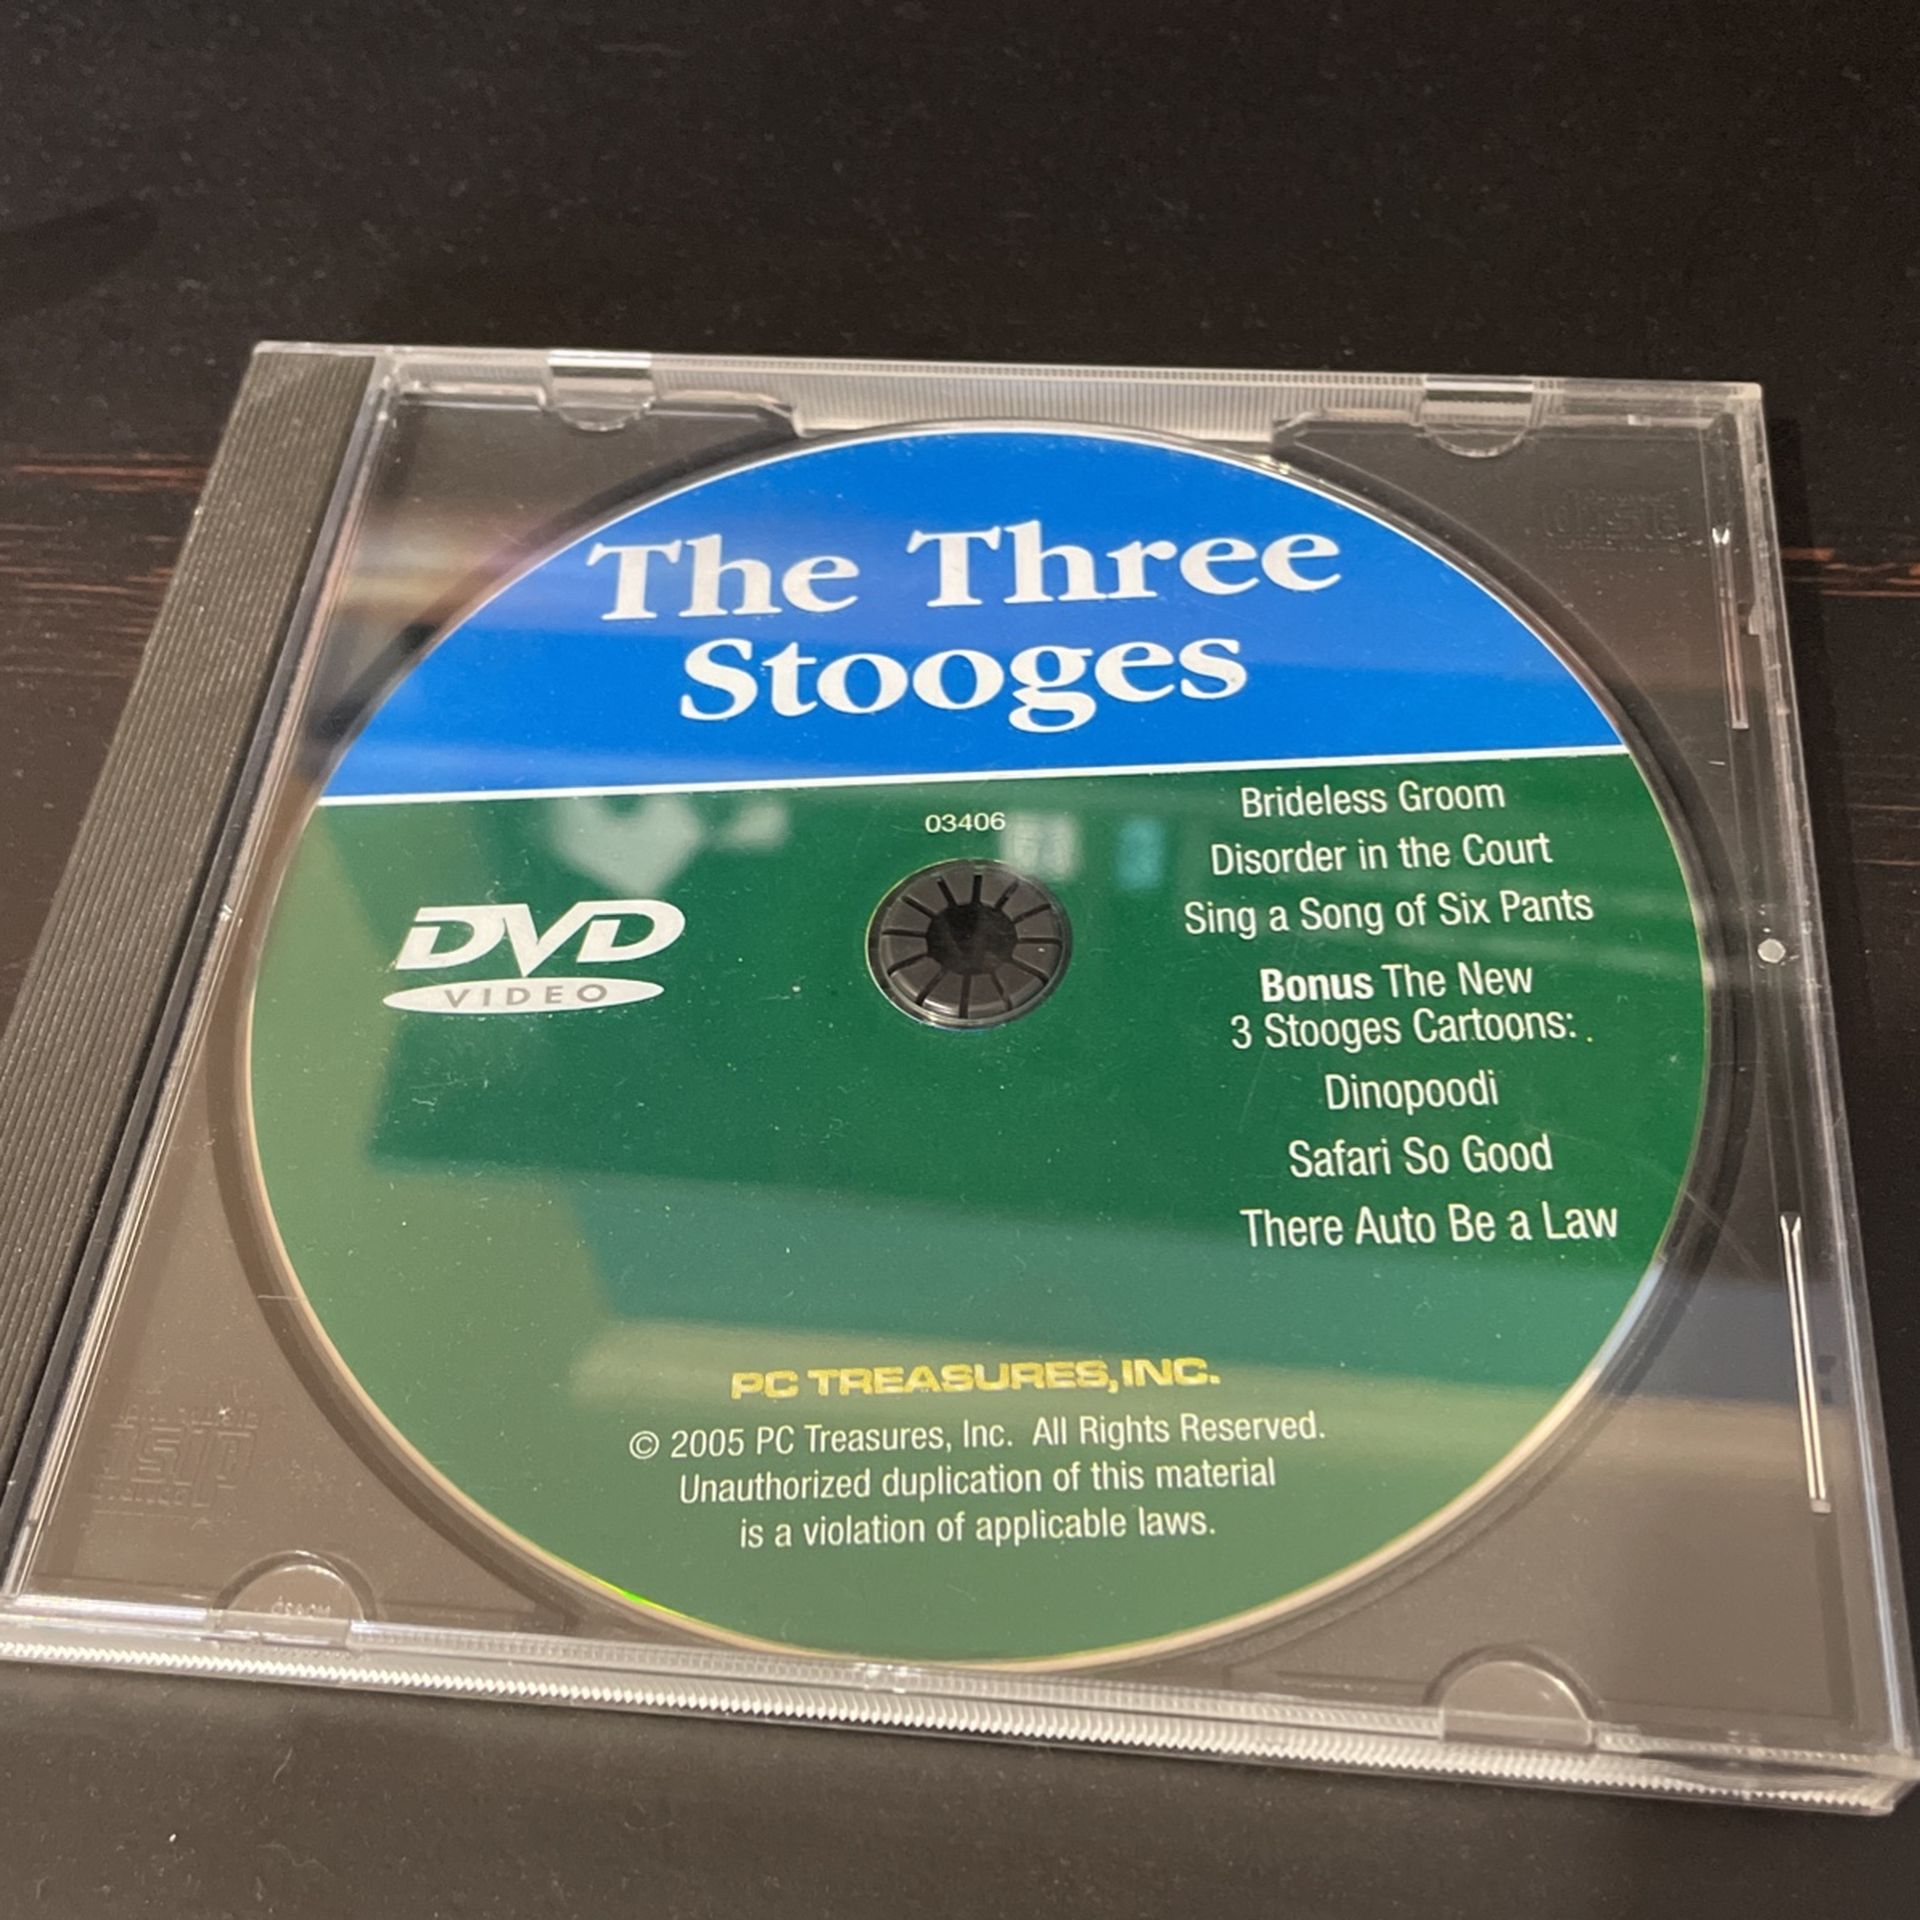 The Three
Stooges
03406
DVD
VIDEO
Brideless Groom
Disorder in the Court
Sing a Song of Six Pants
Bonus The New
3 Stooges Cartoons:
Dinopoodi
Safari So Good
There Auto Be a Law
PC TREASURES, INC.
© 2005 PC Treasures, Inc. All Rights Reserved.
Unauthorized duplication of this material
is a violation of applicable laws.